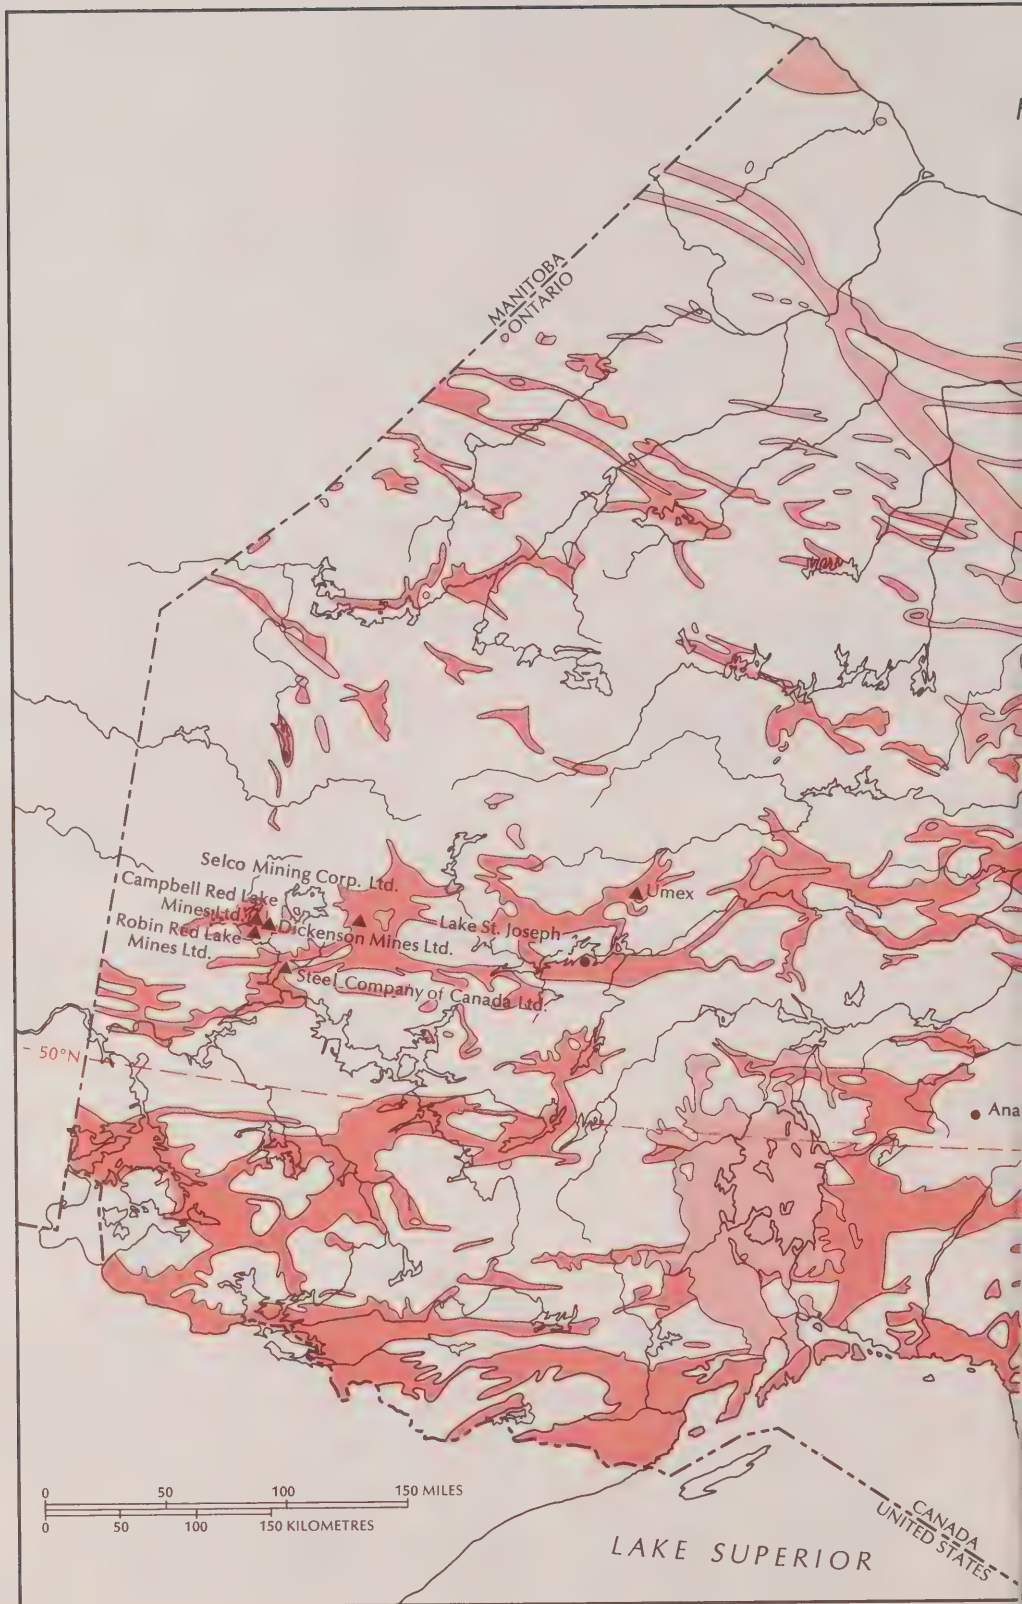 MANITOBA
ONTARIO
Selco Mining Corp. Ltd.
Campbell Red Lake
Mines Ltd.
Umex
Dickenson Mines Ltd.
Lake St. Joseph
Robin Red Lake
Mines Ltd.
Steel Company of Canada Ltd.
50°N
Ana
0 50 100 150 MILES
0 50 100 150 KILOMETRES
CANADA
UNITED STATES
LAKE SUPERIOR